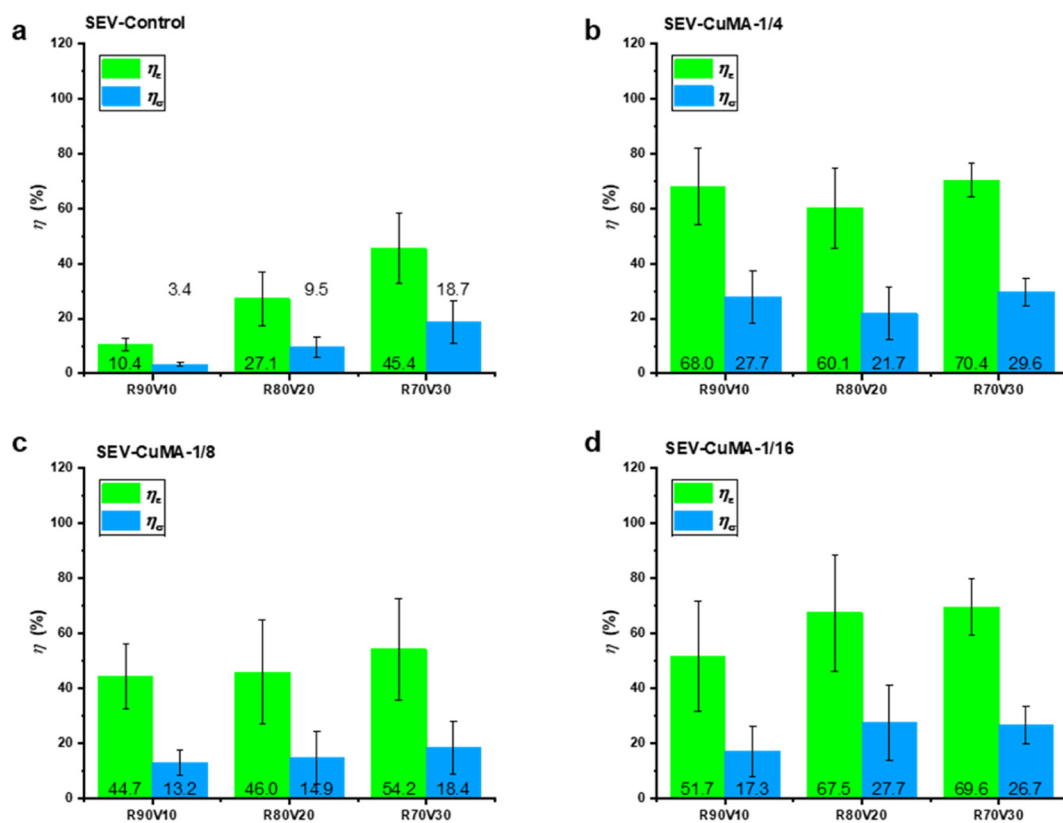 a
SEV-Control
120
100
80
60
40
20
0
η (%)
ηε
ησ
3.4
9.5
18.7
10.4
27.1
45.4
R90V10
R80V20
R70V30
b
SEV-CuMA-1/4
120
100
80
60
40
20
0
η (%)
ηε
ησ
68.0
27.7
60.1
21.7
70.4
29.6
R90V10
R80V20
R70V30
c
SEV-CuMA-1/8
120
100
80
60
40
20
0
η (%)
ηε
ησ
44.7
13.2
46.0
14.9
54.2
18.4
R90V10
R80V20
R70V30
d
SEV-CuMA-1/16
120
100
80
60
40
20
0
η (%)
ηε
ησ
51.7
17.3
67.5
27.7
69.6
26.7
R90V10
R80V20
R70V30